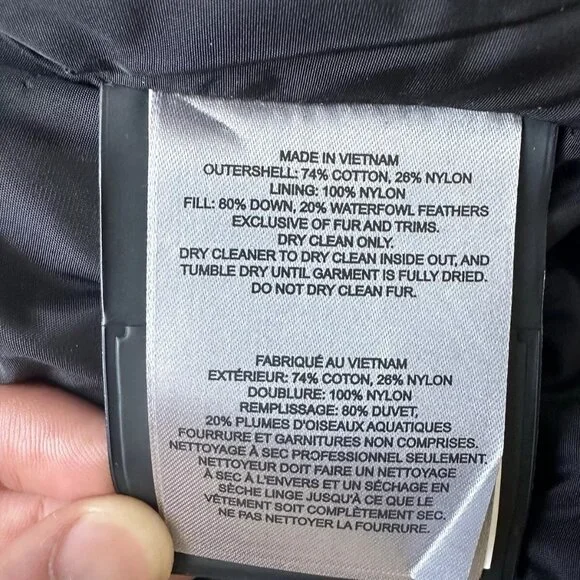 MADE IN VIETNAM
OUTERSHELL: 74% COTTON, 26% NYLON
LINING: 100% NYLON
FILL: 80% DOWN, 20% WATERFOWL FEATHERS
EXCLUSIVE OF FUR AND TRIMS.
DRY CLEAN ONLY.
DRY CLEANER TO DRY CLEAN INSIDE OUT, AND
TUMBLE DRY UNTIL GARMENT IS FULLY DRIED.
DO NOT DRY CLEAN FUR.
FABRIQUÉ AU VIETNAM
EXTÉRIEUR: 74% COTON, 26% NYLON
DOUBLURE: 100% NYLON
REMPLISSAGE: 80% DUVET,
20% PLUMES D'OISEAUX AQUATIQUES
FOURRURE ET GARNITURES NON COMPRISES.
NETTOYAGE À SEC PROFESSIONNEL SEULEMENT.
NETTOYEUR DOIT FAIRE UN NETTOYAGE
À SEC À L'ENVERS ET UN SÉCHAGE EN
SÈCHE LINGE JUSQU'À CE QUE LE
VÊTEMENT SOIT COMPLÈTEMENT SEC.
NE PAS NETTOYER LA FOURRURE.